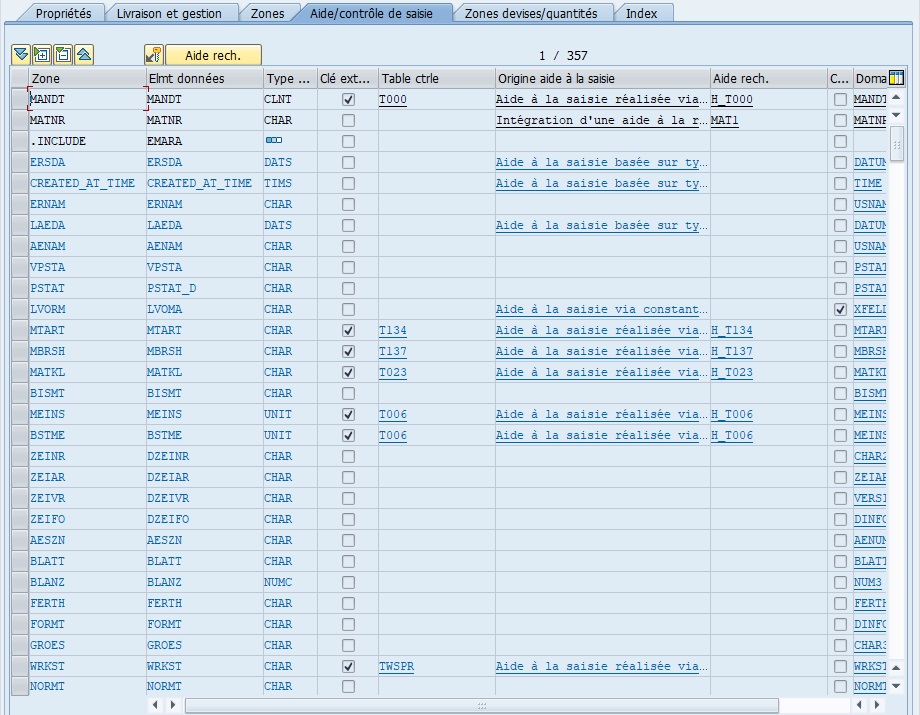 Propriétés Livraison et gestion Zones Aide/contrôle de saisie Zones devises/quantités Index
Aide rech. 1 / 357
Zone Elmt données Type ... Clé ext... Table ctrle Origine aide à la saisie Aide rech. C... Doma
MANDT MANDT CLNT T000 Aide à la saisie réalisée via… H_T000 MANDT
MATNR MATNR CHAR Intégration d'une aide à la r… MAT1 MATNR
.INCLUDE EMARA
ERSDA ERSDA DATS Aide à la saisie basée sur ty… DATUM
CREATED_AT_TIME CREATED_AT_TIME TIMS Aide à la saisie basée sur ty… TIME
ERNAM ERNAM CHAR USNAM
LAEDA LAEDA DATS Aide à la saisie basée sur ty… DATUM
AENAM AENAM CHAR USNAM
VPSTA VPSTA CHAR PSTAT
PSTAT PSTAT_D CHAR PSTAT
LVORM LVOMA CHAR Aide à la saisie via constant… XFELD
MTART MTART CHAR T134 Aide à la saisie réalisée via… H_T134 MTART
MBRSH MBRSH CHAR T137 Aide à la saisie réalisée via… H_T137 MBRSH
MATKL MATKL CHAR T023 Aide à la saisie réalisée via… H_T023 MATKL
BISMT BISMT CHAR BISMT
MEINS MEINS UNIT T006 Aide à la saisie réalisée via… H_T006 MEINS
BSTME BSTME UNIT T006 Aide à la saisie réalisée via… H_T006 MEINS
ZEINR DZEINR CHAR CHAR2
ZEIAR DZEIAR CHAR ZEIAR
ZEIVR DZEIVR CHAR VERSI
ZEIFO DZEIFO CHAR DINFO
AESZN AESZN CHAR AENUM
BLATT BLATT CHAR BLATT
BLANZ BLANZ NUMC NUM3
FERTH FERTH CHAR FERTH
FORMT FORMT CHAR DINFO
GROES GROES CHAR CHAR3
WRKST WRKST CHAR TWSPR Aide à la saisie réalisée via… WRKST
NORMT NORMT CHAR NORMT